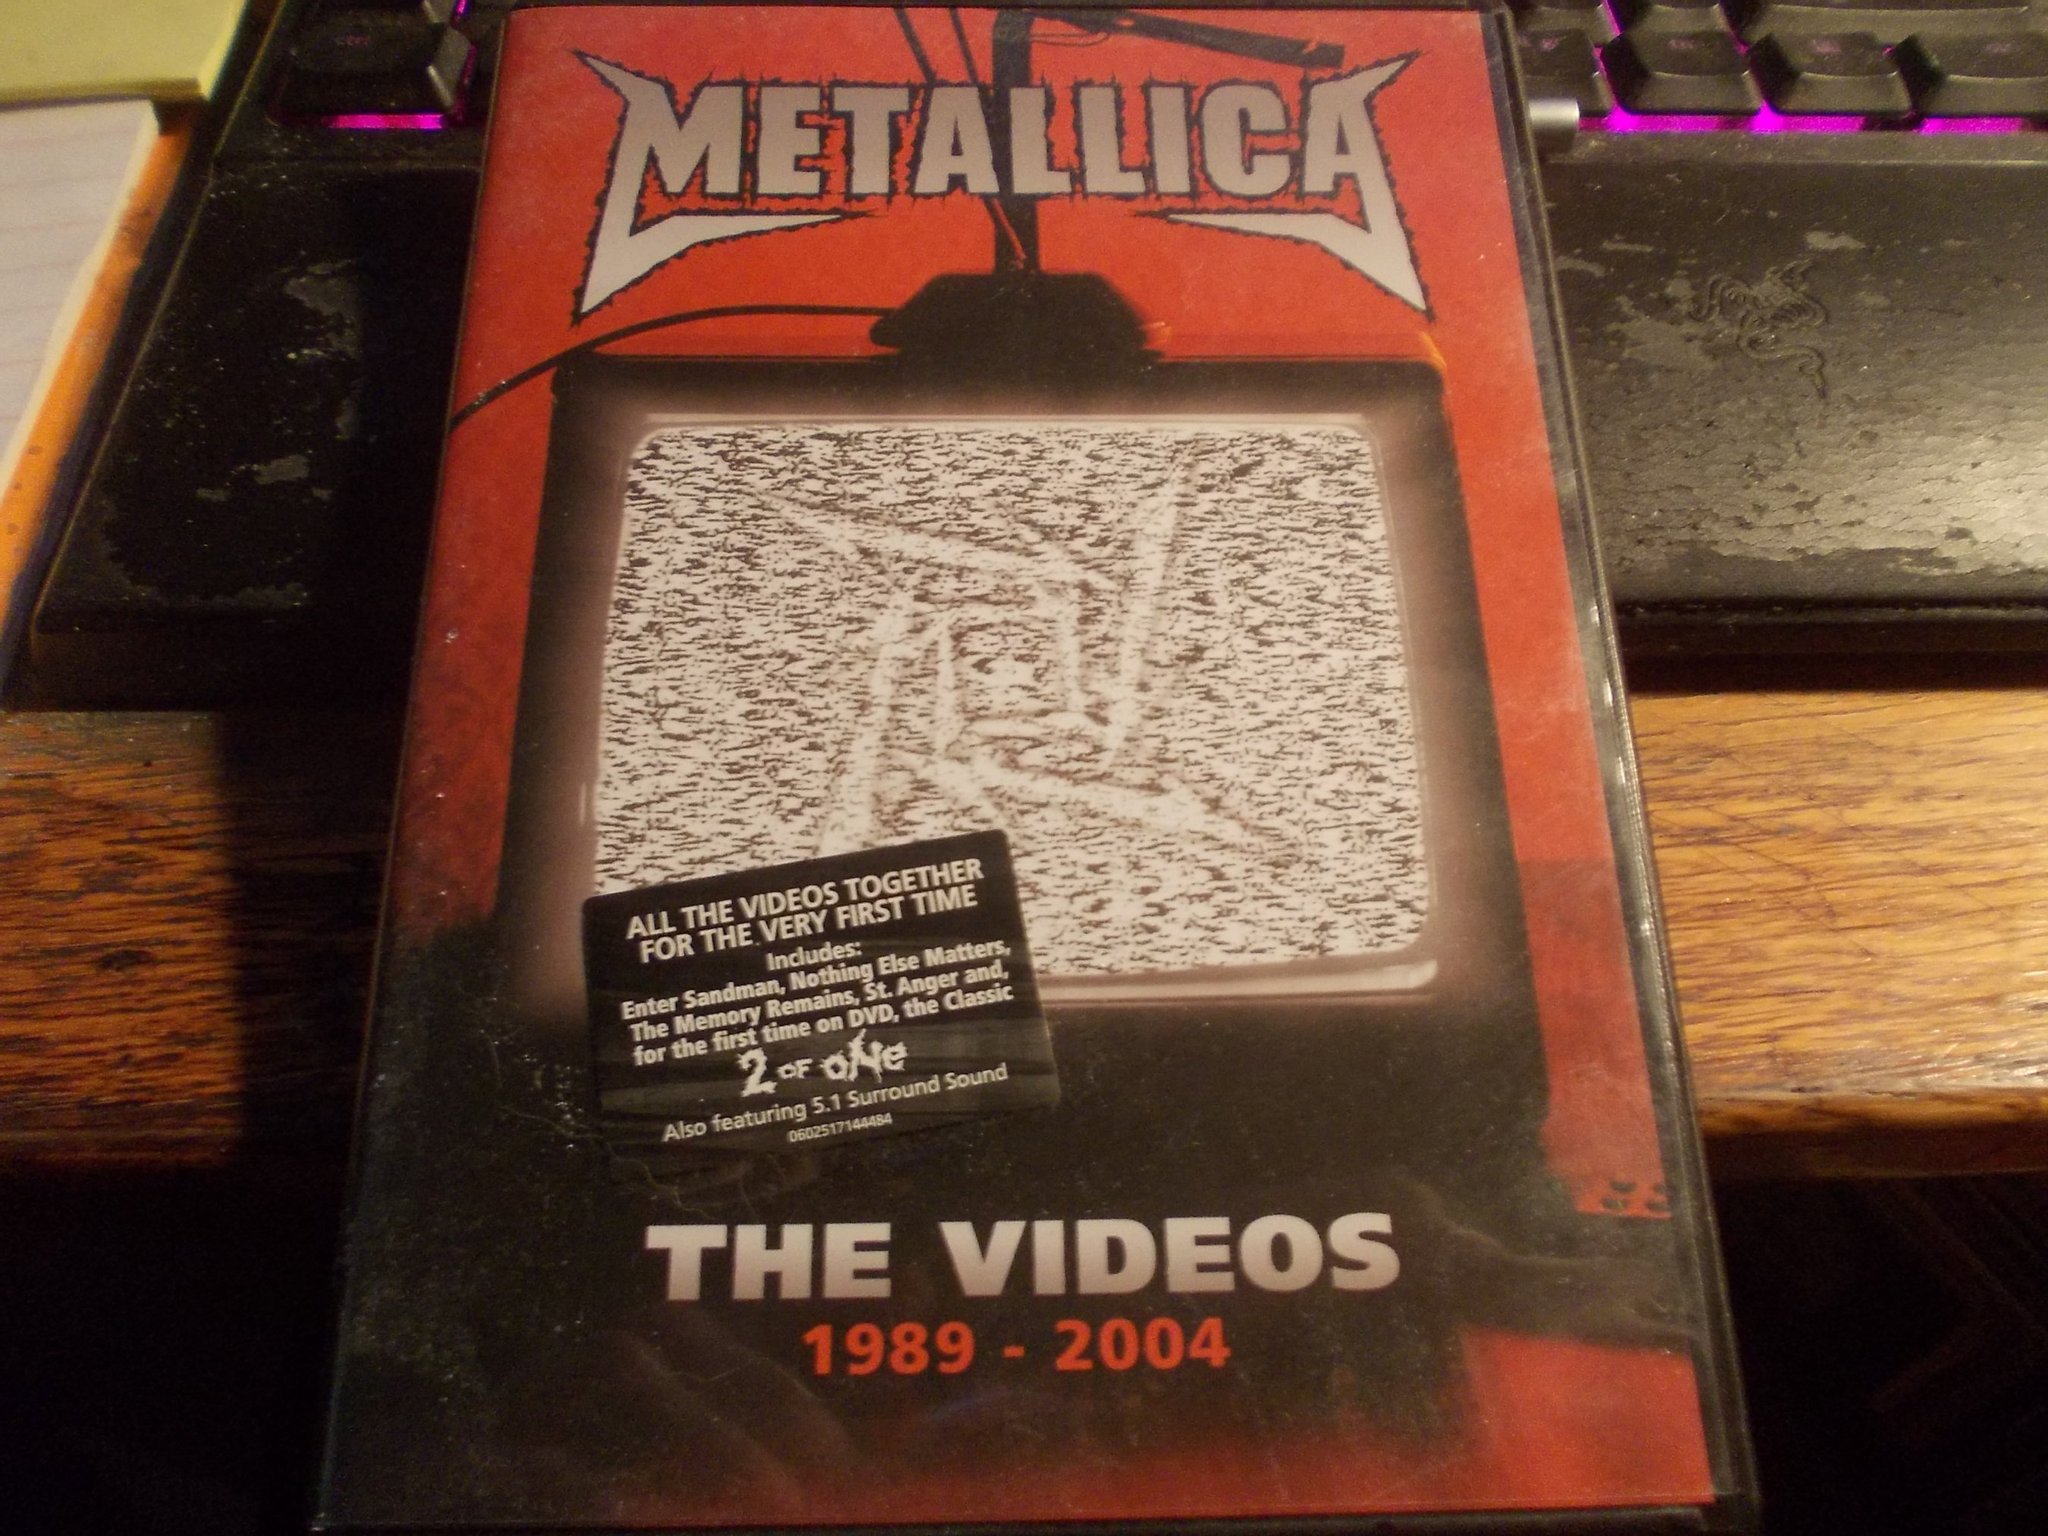 ctrl
METALLICA
ALL THE VIDEOS TOGETHER
FOR THE VERY FIRST TIME
Includes:
Enter Sandman, Nothing Else Matters,
The Memory Remains, St. Anger and,
for the first time on DVD, the Classic
2 OF ONE
Also featuring 5.1 Surround Sound
0602517144484
THE VIDEOS
1989 - 2004